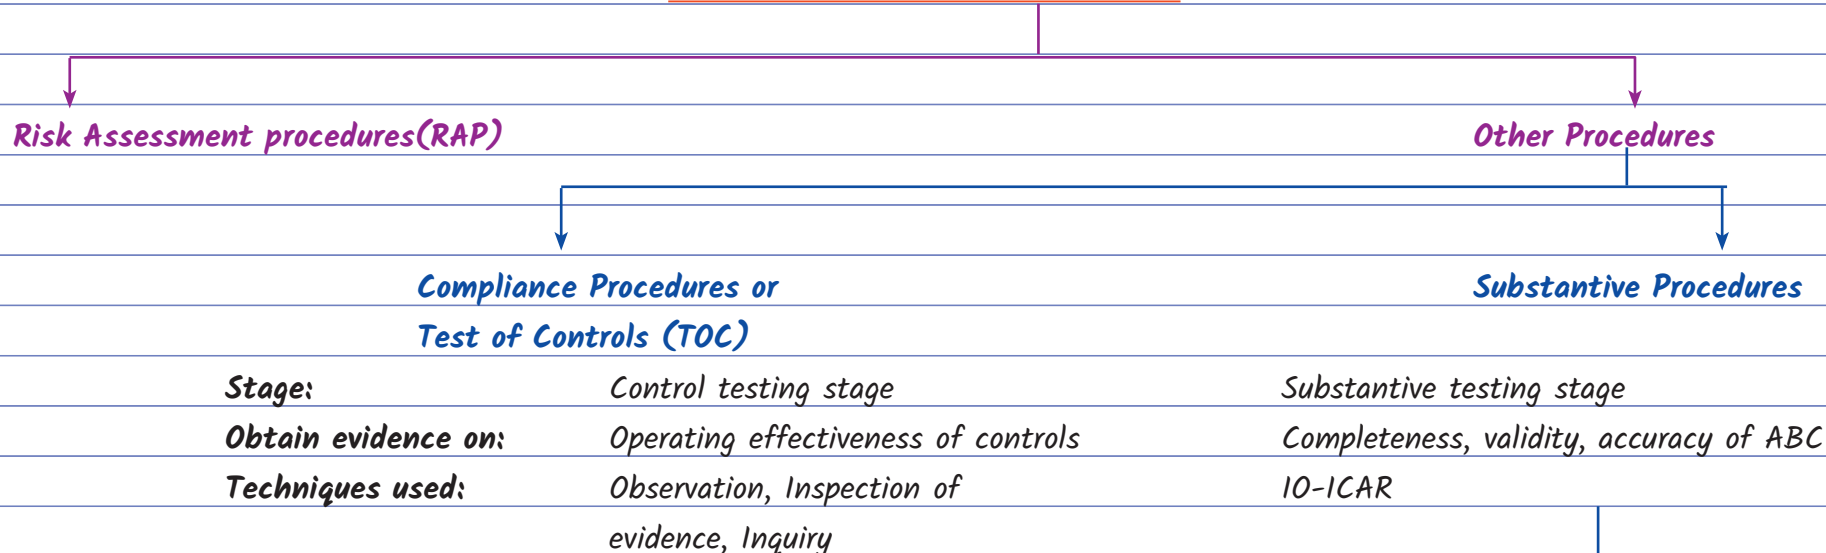 Risk Assessment procedures(RAP)
Other Procedures
Compliance Procedures or
Test of Controls (TOC)
Substantive Procedures
Stage: Control testing stage Substantive testing stage
Obtain evidence on: Operating effectiveness of controls Completeness, validity, accuracy of ABC
Techniques used: Observation, Inspection of IO-ICAR
evidence, Inquiry